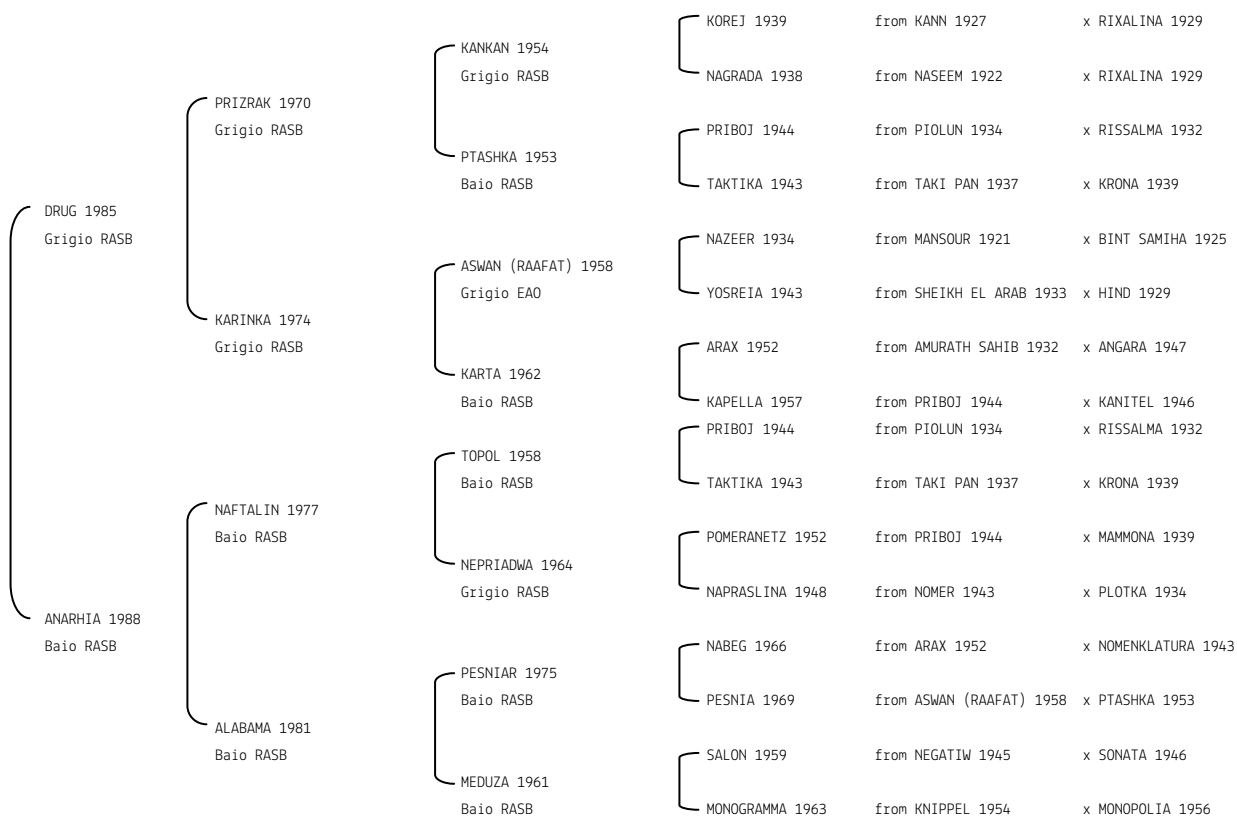 KOREJ 1939 from KANN 1927 x RIXALINA 1929
KANKAN 1954
Grigio RASB NAGRADA 1938 from NASEEM 1922 x RIXALINA 1929
PRIZRAK 1970
Grigio RASB PRIBOJ 1944 from PIOLUN 1934 x RISSALMA 1932
PTASHKA 1953
Baio RASB TAKTIKA 1943 from TAKI PAN 1937 x KRONA 1939
DRUG 1985
Grigio RASB NAZEER 1934 from MANSOUR 1921 x BINT SAMIHA 1925
ASWAN (RAAFAT) 1958
Grigio EAO YOSREIA 1943 from SHEIKH EL ARAB 1933 x HIND 1929
KARINKA 1974
Grigio RASB ARAX 1952 from AMURATH SAHIB 1932 x ANGARA 1947
KARTA 1962
Baio RASB KAPELLA 1957 from PRIBOJ 1944 x KANITEL 1946
PRIBOJ 1944 from PIOLUN 1934 x RISSALMA 1932
TOPOL 1958
Baio RASB TAKTIKA 1943 from TAKI PAN 1937 x KRONA 1939
NAFTALIN 1977
Baio RASB POMERANETZ 1952 from PRIBOJ 1944 x MAMMONA 1939
NEPRIADWA 1964
Grigio RASB NAPRASLINA 1948 from NOMER 1943 x PLOTKA 1934
ANARHIA 1988
Baio RASB NABEG 1966 from ARAX 1952 x NOMENKLATURA 1943
PESNIAR 1975
Baio RASB PESNIA 1969 from ASWAN (RAAFAT) 1958 x PTASHKA 1953
ALABAMA 1981
Baio RASB SALON 1959 from NEGATIW 1945 x SONATA 1946
MEDUZA 1961
Baio RASB MONOGRAMMA 1963 from KNIPPEL 1954 x MONOPOLIA 1956